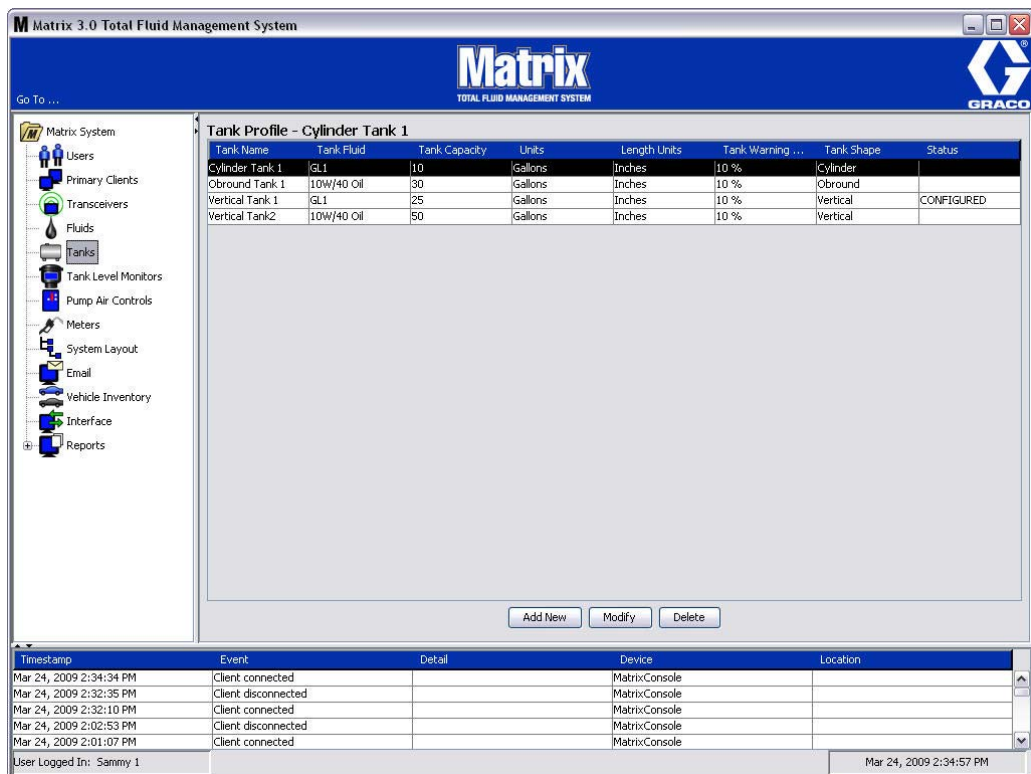 M Matrix 3.0 Total Fluid Management System
Matrix
TOTAL FLUID MANAGEMENT SYSTEM
Go To ...
GRACO®
Matrix System
Users
Primary Clients
Transceivers
Fluids
Tanks
Tank Level Monitors
Pump Air Controls
Meters
System Layout
Email
Vehicle Inventory
Interface
Reports
Tank Profile - Cylinder Tank 1
Tank Name Tank Fluid Tank Capacity Units Length Units Tank Warning ... Tank Shape Status
Cylinder Tank 1 GL1 10 Gallons Inches 10 % Cylinder
Obround Tank 1 10W/40 Oil 30 Gallons Inches 10 % Obround
Vertical Tank 1 GL1 25 Gallons Inches 10 % Vertical CONFIGURED
Vertical Tank2 10W/40 Oil 50 Gallons Inches 10 % Vertical
Add New Modify Delete
Timestamp Event Detail Device Location
Mar 24, 2009 2:34:34 PM Client connected MatrixConsole
Mar 24, 2009 2:32:35 PM Client disconnected MatrixConsole
Mar 24, 2009 2:32:10 PM Client connected MatrixConsole
Mar 24, 2009 2:02:53 PM Client disconnected MatrixConsole
Mar 24, 2009 2:01:07 PM Client connected MatrixConsole
User Logged In: Sammy 1 Mar 24, 2009 2:34:57 PM